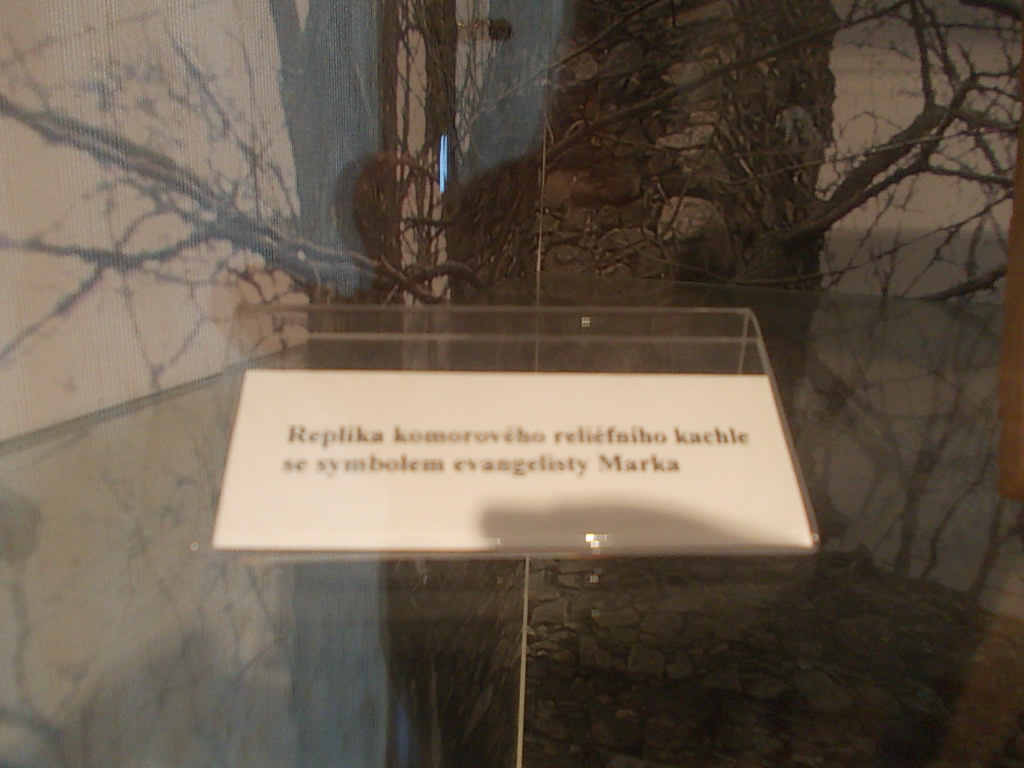 Replika komorového reliéfního kachle
se symbolem evangelisty Marka